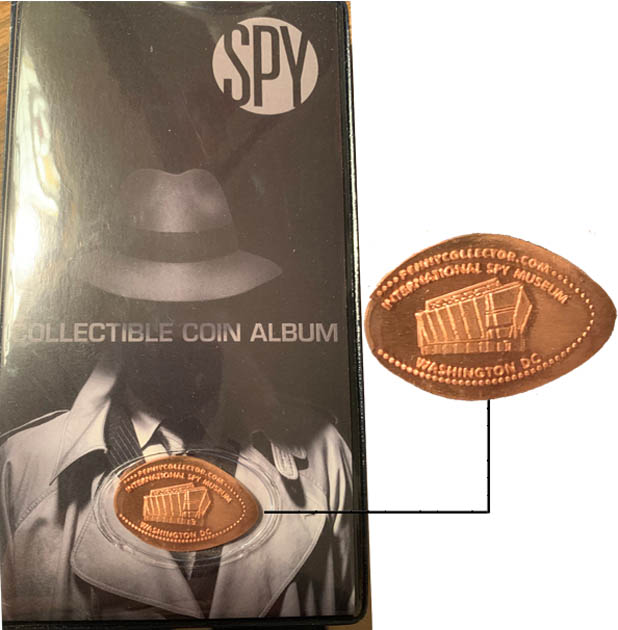 SPY
COLLECTIBLE COIN ALBUM
PENNYCOLLECTOR.COM
INTERNATIONAL SPY MUSEUM
WASHINGTON DC
PENNYCOLLECTOR.COM
INTERNATIONAL SPY MUSEUM
WASHINGTON DC